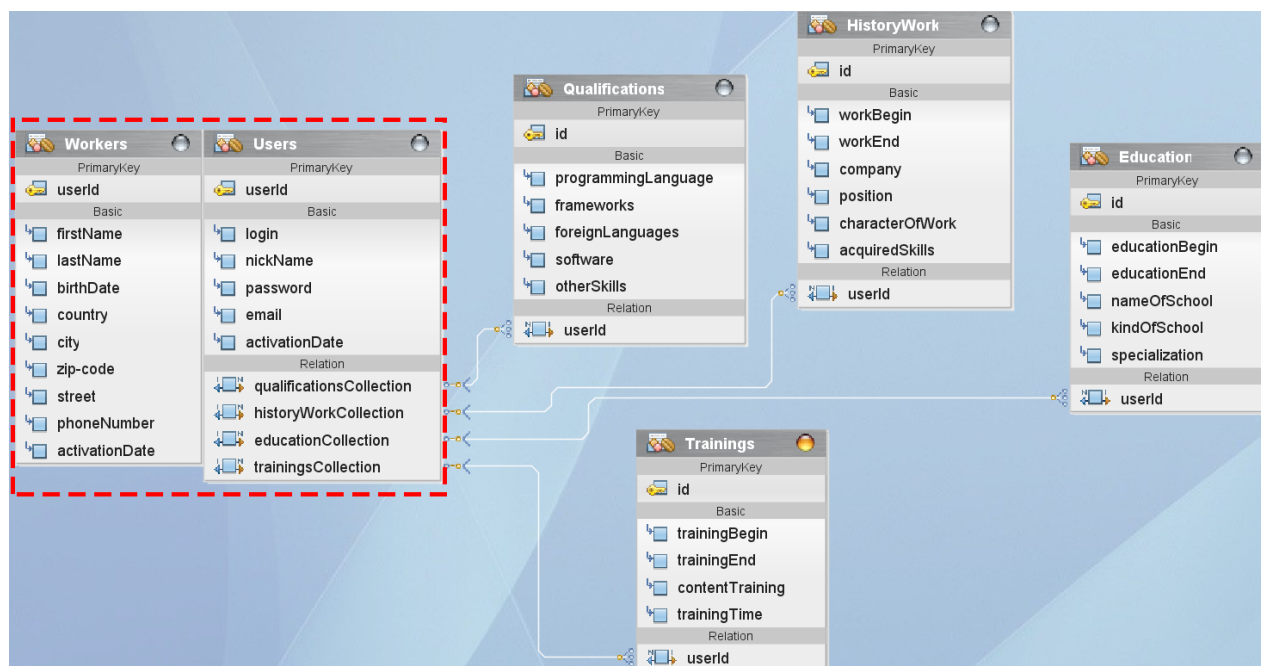 Workers
PrimaryKey
userId
Basic
firstName
lastName
birthDate
country
city
zip-code
street
phoneNumber
activationDate
Users
PrimaryKey
userId
Basic
login
nickName
password
email
activationDate
Relation
qualificationsCollection
historyWorkCollection
educationCollection
trainingsCollection
Qualifications
PrimaryKey
id
Basic
programmingLanguage
frameworks
foreignLanguages
software
otherSkills
Relation
userId
HistoryWork
PrimaryKey
id
Basic
workBegin
workEnd
company
position
characterOfWork
acquiredSkills
Relation
userId
Education
PrimaryKey
id
Basic
educationBegin
educationEnd
nameOfSchool
kindOfSchool
specialization
Relation
userId
Trainings
PrimaryKey
id
Basic
trainingBegin
trainingEnd
contentTraining
trainingTime
Relation
userId